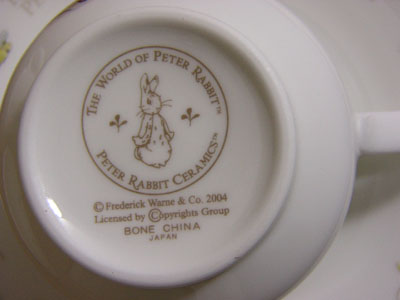 THE WORLD OF PETER RABBIT™
PETER RABBIT CERAMICS™
© Frederick Warne & Co. 2004
Licensed by ©opyrights Group
BONE CHINA
JAPAN